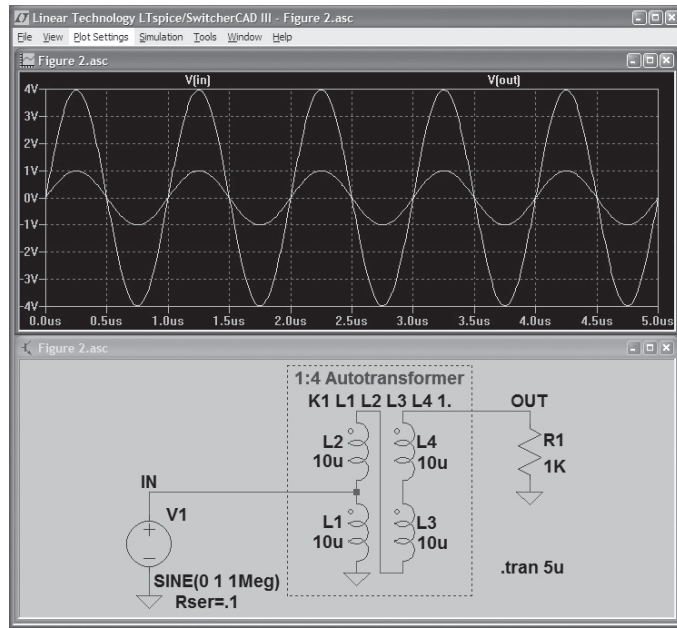 Linear Technology LTspice/SwitcherCAD III - Figure 2.asc
File View Plot Settings Simulation Tools Window Help
Figure 2.asc
V(in) V(out)
4V
3V
2V
1V
0V
-1V
-2V
-3V
-4V
0.0us 0.5us 1.0us 1.5us 2.0us 2.5us 3.0us 3.5us 4.0us 4.5us 5.0us
Figure 2.asc
1:4 Autotransformer
K1 L1 L2 L3 L4 1.
OUT
L2
10u
L4
10u
R1
1K
IN
V1
L1
10u
L3
10u
SINE(0 1 1Meg)
Rser=.1
.tran 5u